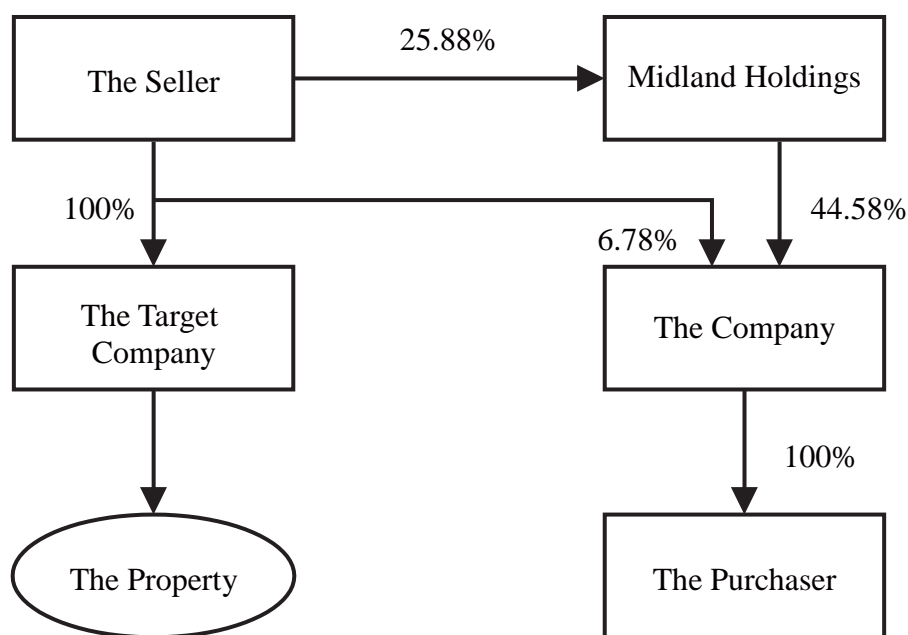 25.88%
The Seller
Midland Holdings
100%
44.58%
6.78%
The Target
Company
The Company
100%
The Property
The Purchaser